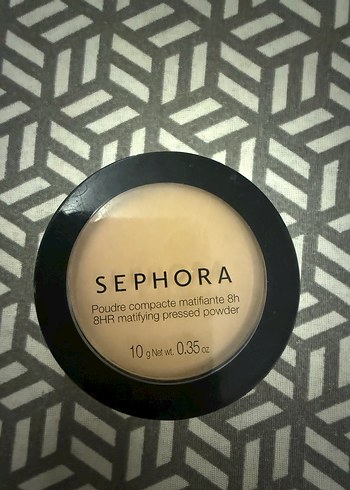 SEPHORA
Poudre compacte matifiante 8h
8HR matifying pressed powder
10 g Net wt. 0.35 oz.